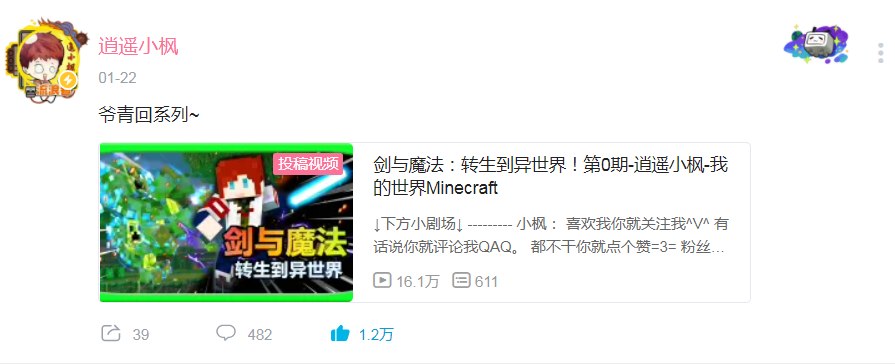 逍遥小枫
01-22
爷青回系列~
投稿视频
剑与魔法
转生到异世界
剑与魔法：转生到异世界！第0期-逍遥小枫-我
的世界Minecraft
↓下方小剧场↓ --------- 小枫： 喜欢我你就关注我^V^ 有
话说你就评论我QAQ。 都不干你就点个赞=3= 粉丝...
16.1万 611
39 482 1.2万